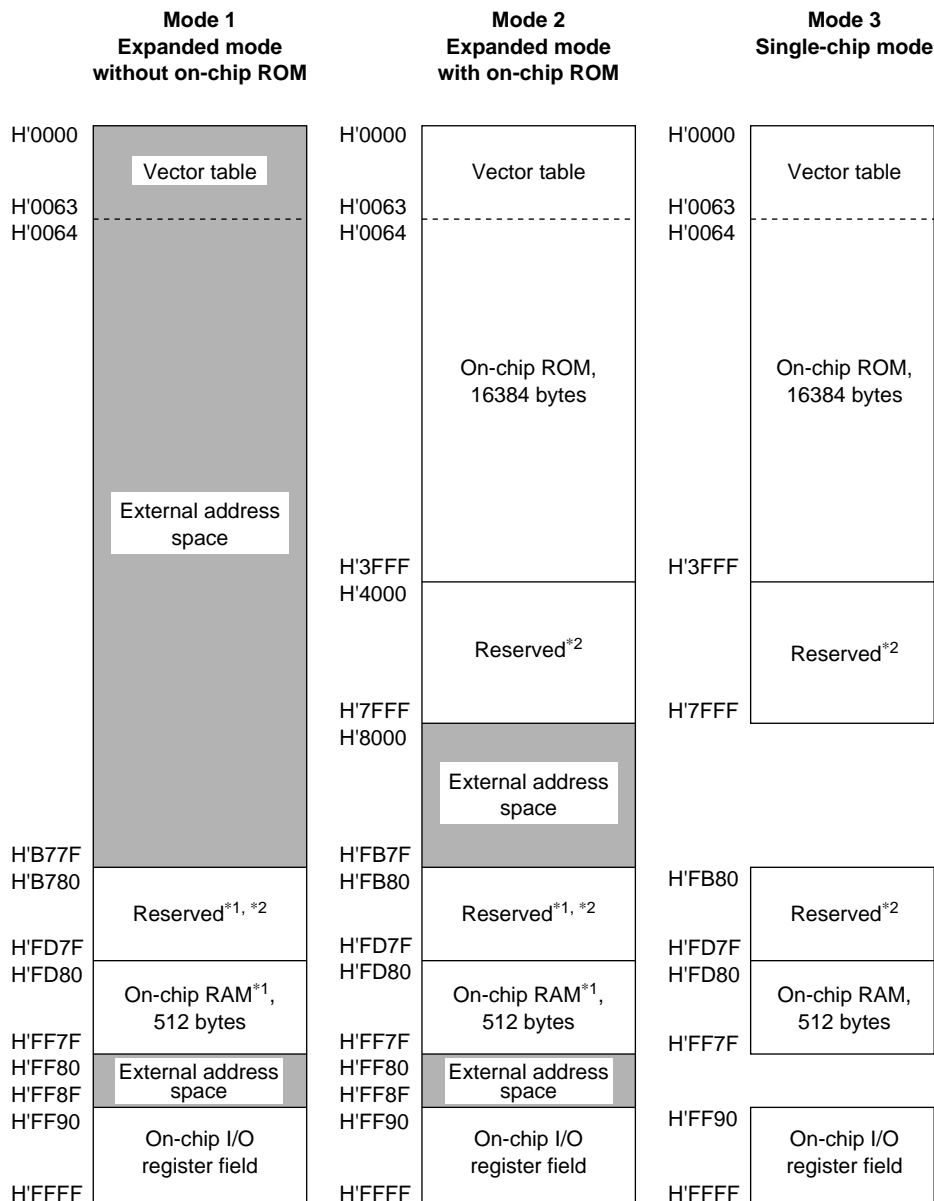 Mode 1
Expanded mode
without on-chip ROM
H'0000
Vector table
H'0063
H'0064
External address
space
H'B77F
H'B780
Reserved*1, *2
H'FD7F
H'FD80
On-chip RAM*1,
512 bytes
H'FF7F
H'FF80
External address
space
H'FF8F
H'FF90
On-chip I/O
register field
H'FFFF
Mode 2
Expanded mode
with on-chip ROM
H'0000
Vector table
H'0063
H'0064
On-chip ROM,
16384 bytes
H'3FFF
H'4000
Reserved*2
H'7FFF
H'8000
External address
space
H'FB7F
H'FB80
Reserved*1, *2
H'FD7F
H'FD80
On-chip RAM*1,
512 bytes
H'FF7F
H'FF80
External address
space
H'FF8F
H'FF90
On-chip I/O
register field
H'FFFF
Mode 3
Single-chip mode
H'0000
Vector table
H'0063
H'0064
On-chip ROM,
16384 bytes
H'3FFF
Reserved*2
H'7FFF
H'FB80
Reserved*2
H'FD7F
H'FD80
On-chip RAM,
512 bytes
H'FF7F
H'FF90
On-chip I/O
register field
H'FFFF